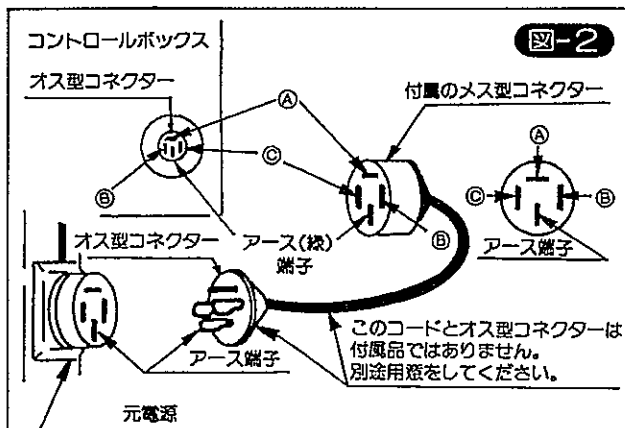 図-2
コントロールボックス
オス型コネクター
Ⓐ
Ⓑ
Ⓒ
アース(緑)
端子
付属のメス型コネクター
Ⓑ
Ⓐ
Ⓒ
Ⓑ
アース端子
オス型コネクター
アース端子
このコードとオス型コネクターは
付属品ではありません。
別途用意をしてください。
元電源